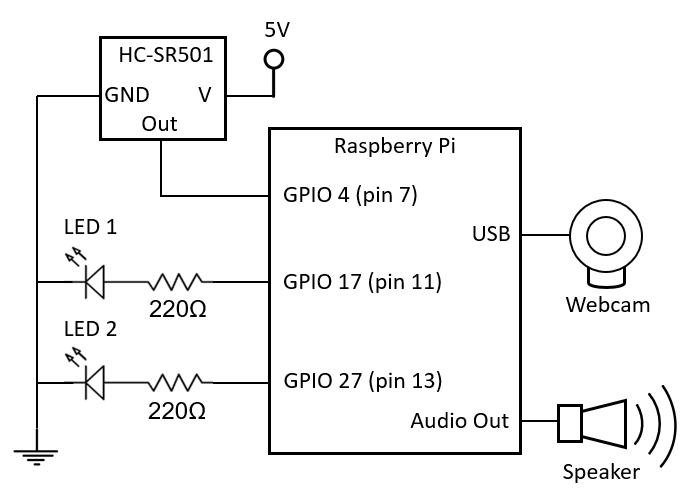 5V
HC-SR501
GND
V
Out
Raspberry Pi
GPIO 4 (pin 7)
LED 1
USB
GPIO 17 (pin 11)
220Ω
Webcam
LED 2
GPIO 27 (pin 13)
220Ω
Audio Out
Speaker